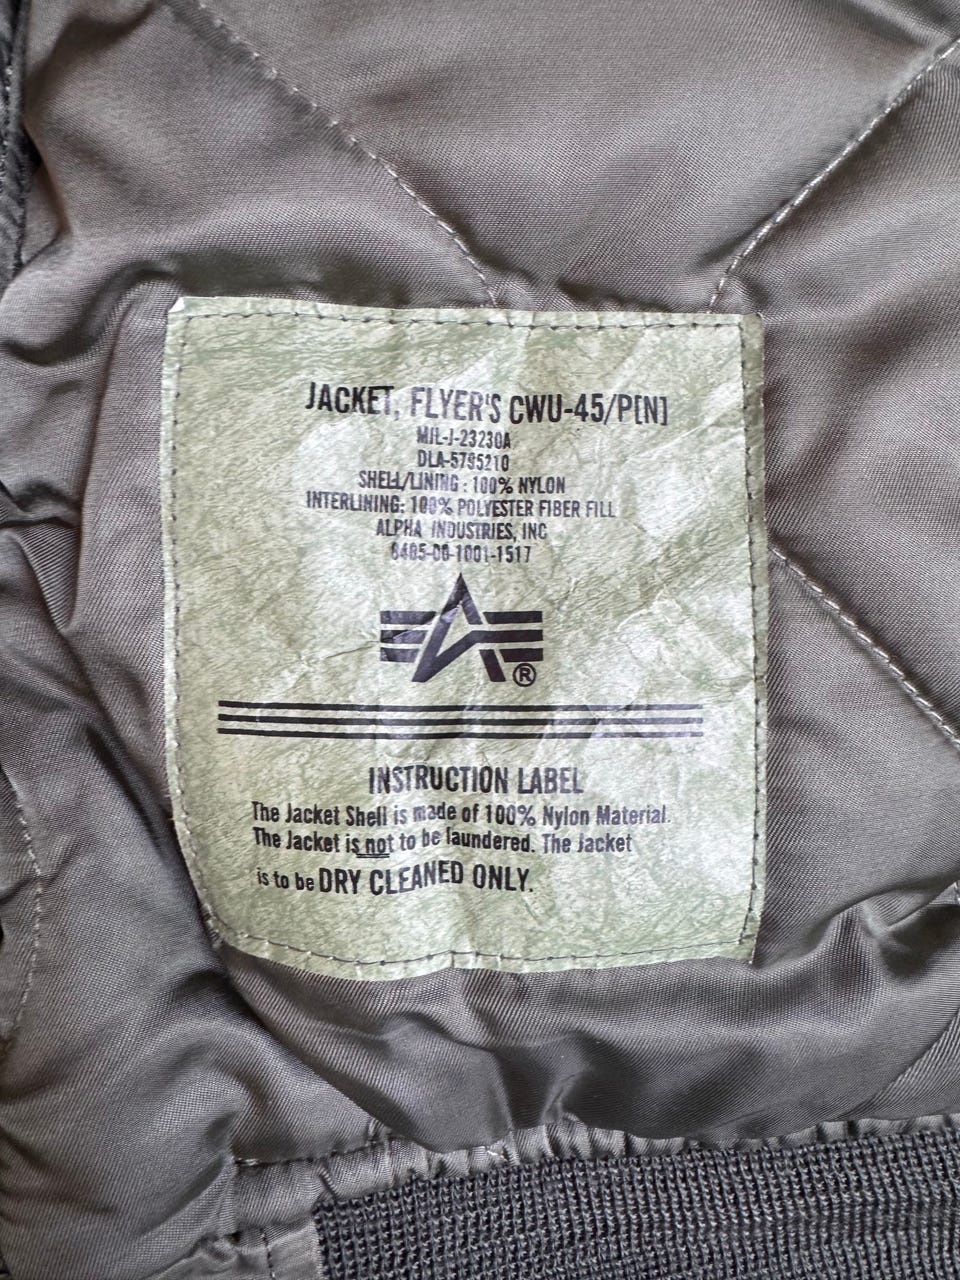 JACKET, FLYER'S CWU-45/P[N]
MIL-J-23230A
DLA-5795210
SHELL/LINING : 100% NYLON
INTERLINING: 100% POLYESTER FIBER FILL
ALPHA INDUSTRIES, INC
8405-00-1001-1517
®
INSTRUCTION LABEL
The Jacket Shell is made of 100% Nylon Material.
The Jacket is not to be laundered. The Jacket
is to be DRY CLEANED ONLY.